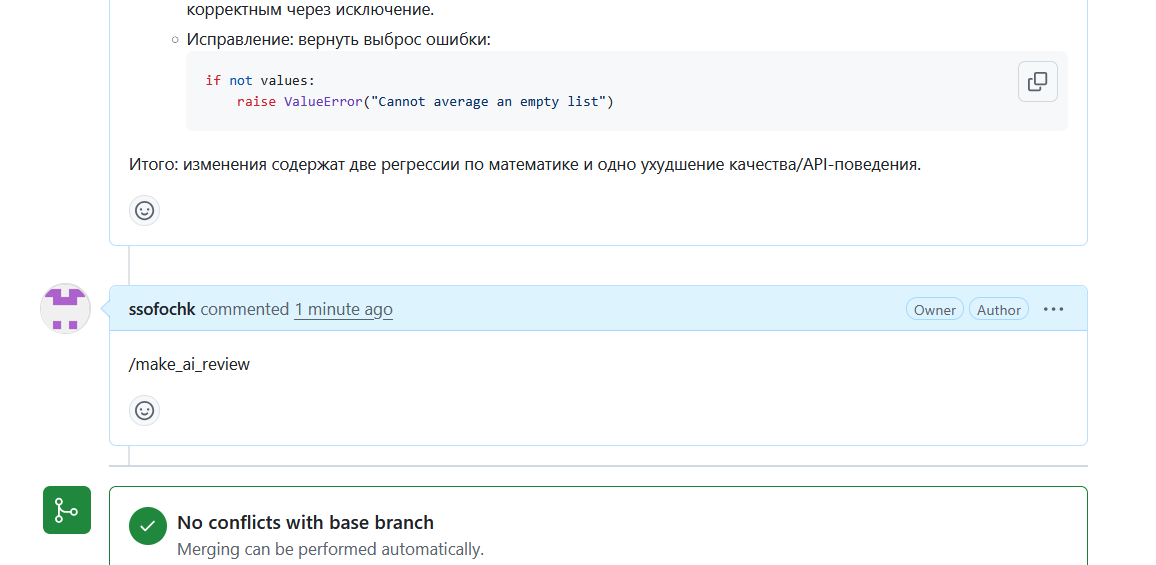 корректным через исключение.
Исправление: вернуть выброс ошибки:
if not values:
    raise ValueError("Cannot average an empty list")
Итого: изменения содержат две регрессии по математике и одно ухудшение качества/API-поведения.
ssofochk commented 1 minute ago Owner Author
/make_ai_review
No conflicts with base branch
Merging can be performed automatically.